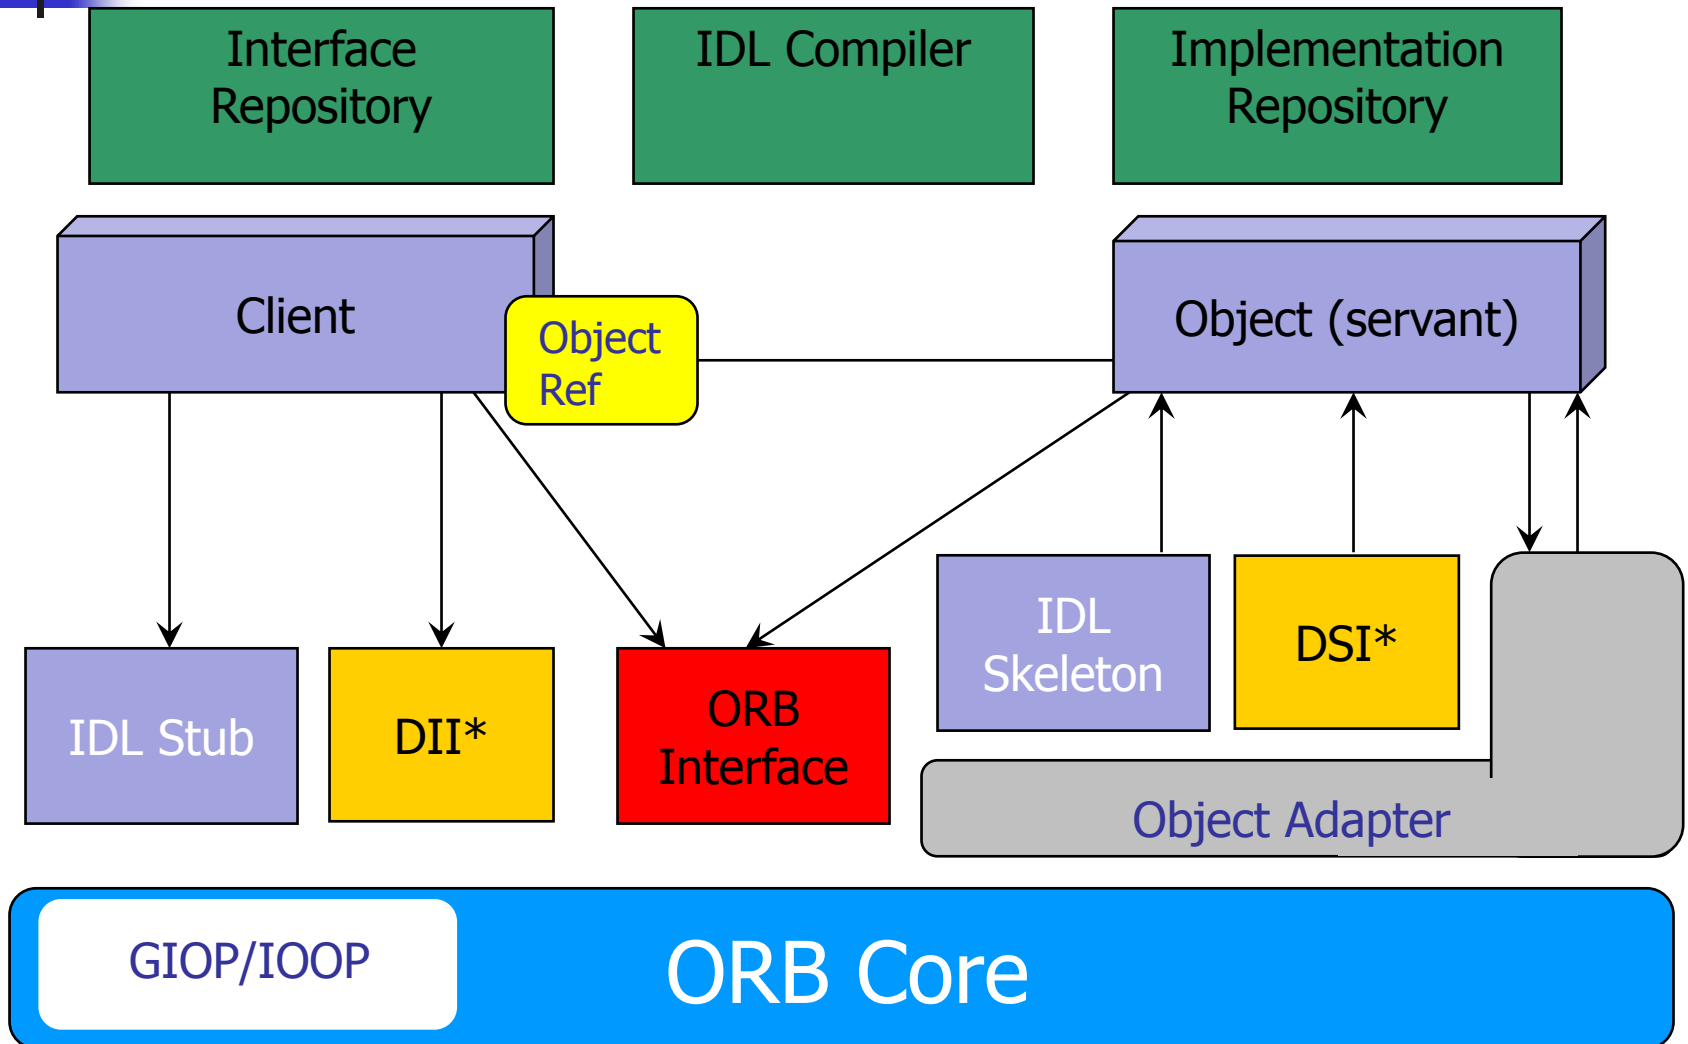 Interface
Repository
IDL Compiler
Implementation
Repository
Client
Object
Ref
Object (servant)
IDL Stub
DII*
ORB
Interface
IDL
Skeleton
DSI*
Object Adapter
GIOP/IOOP
ORB Core